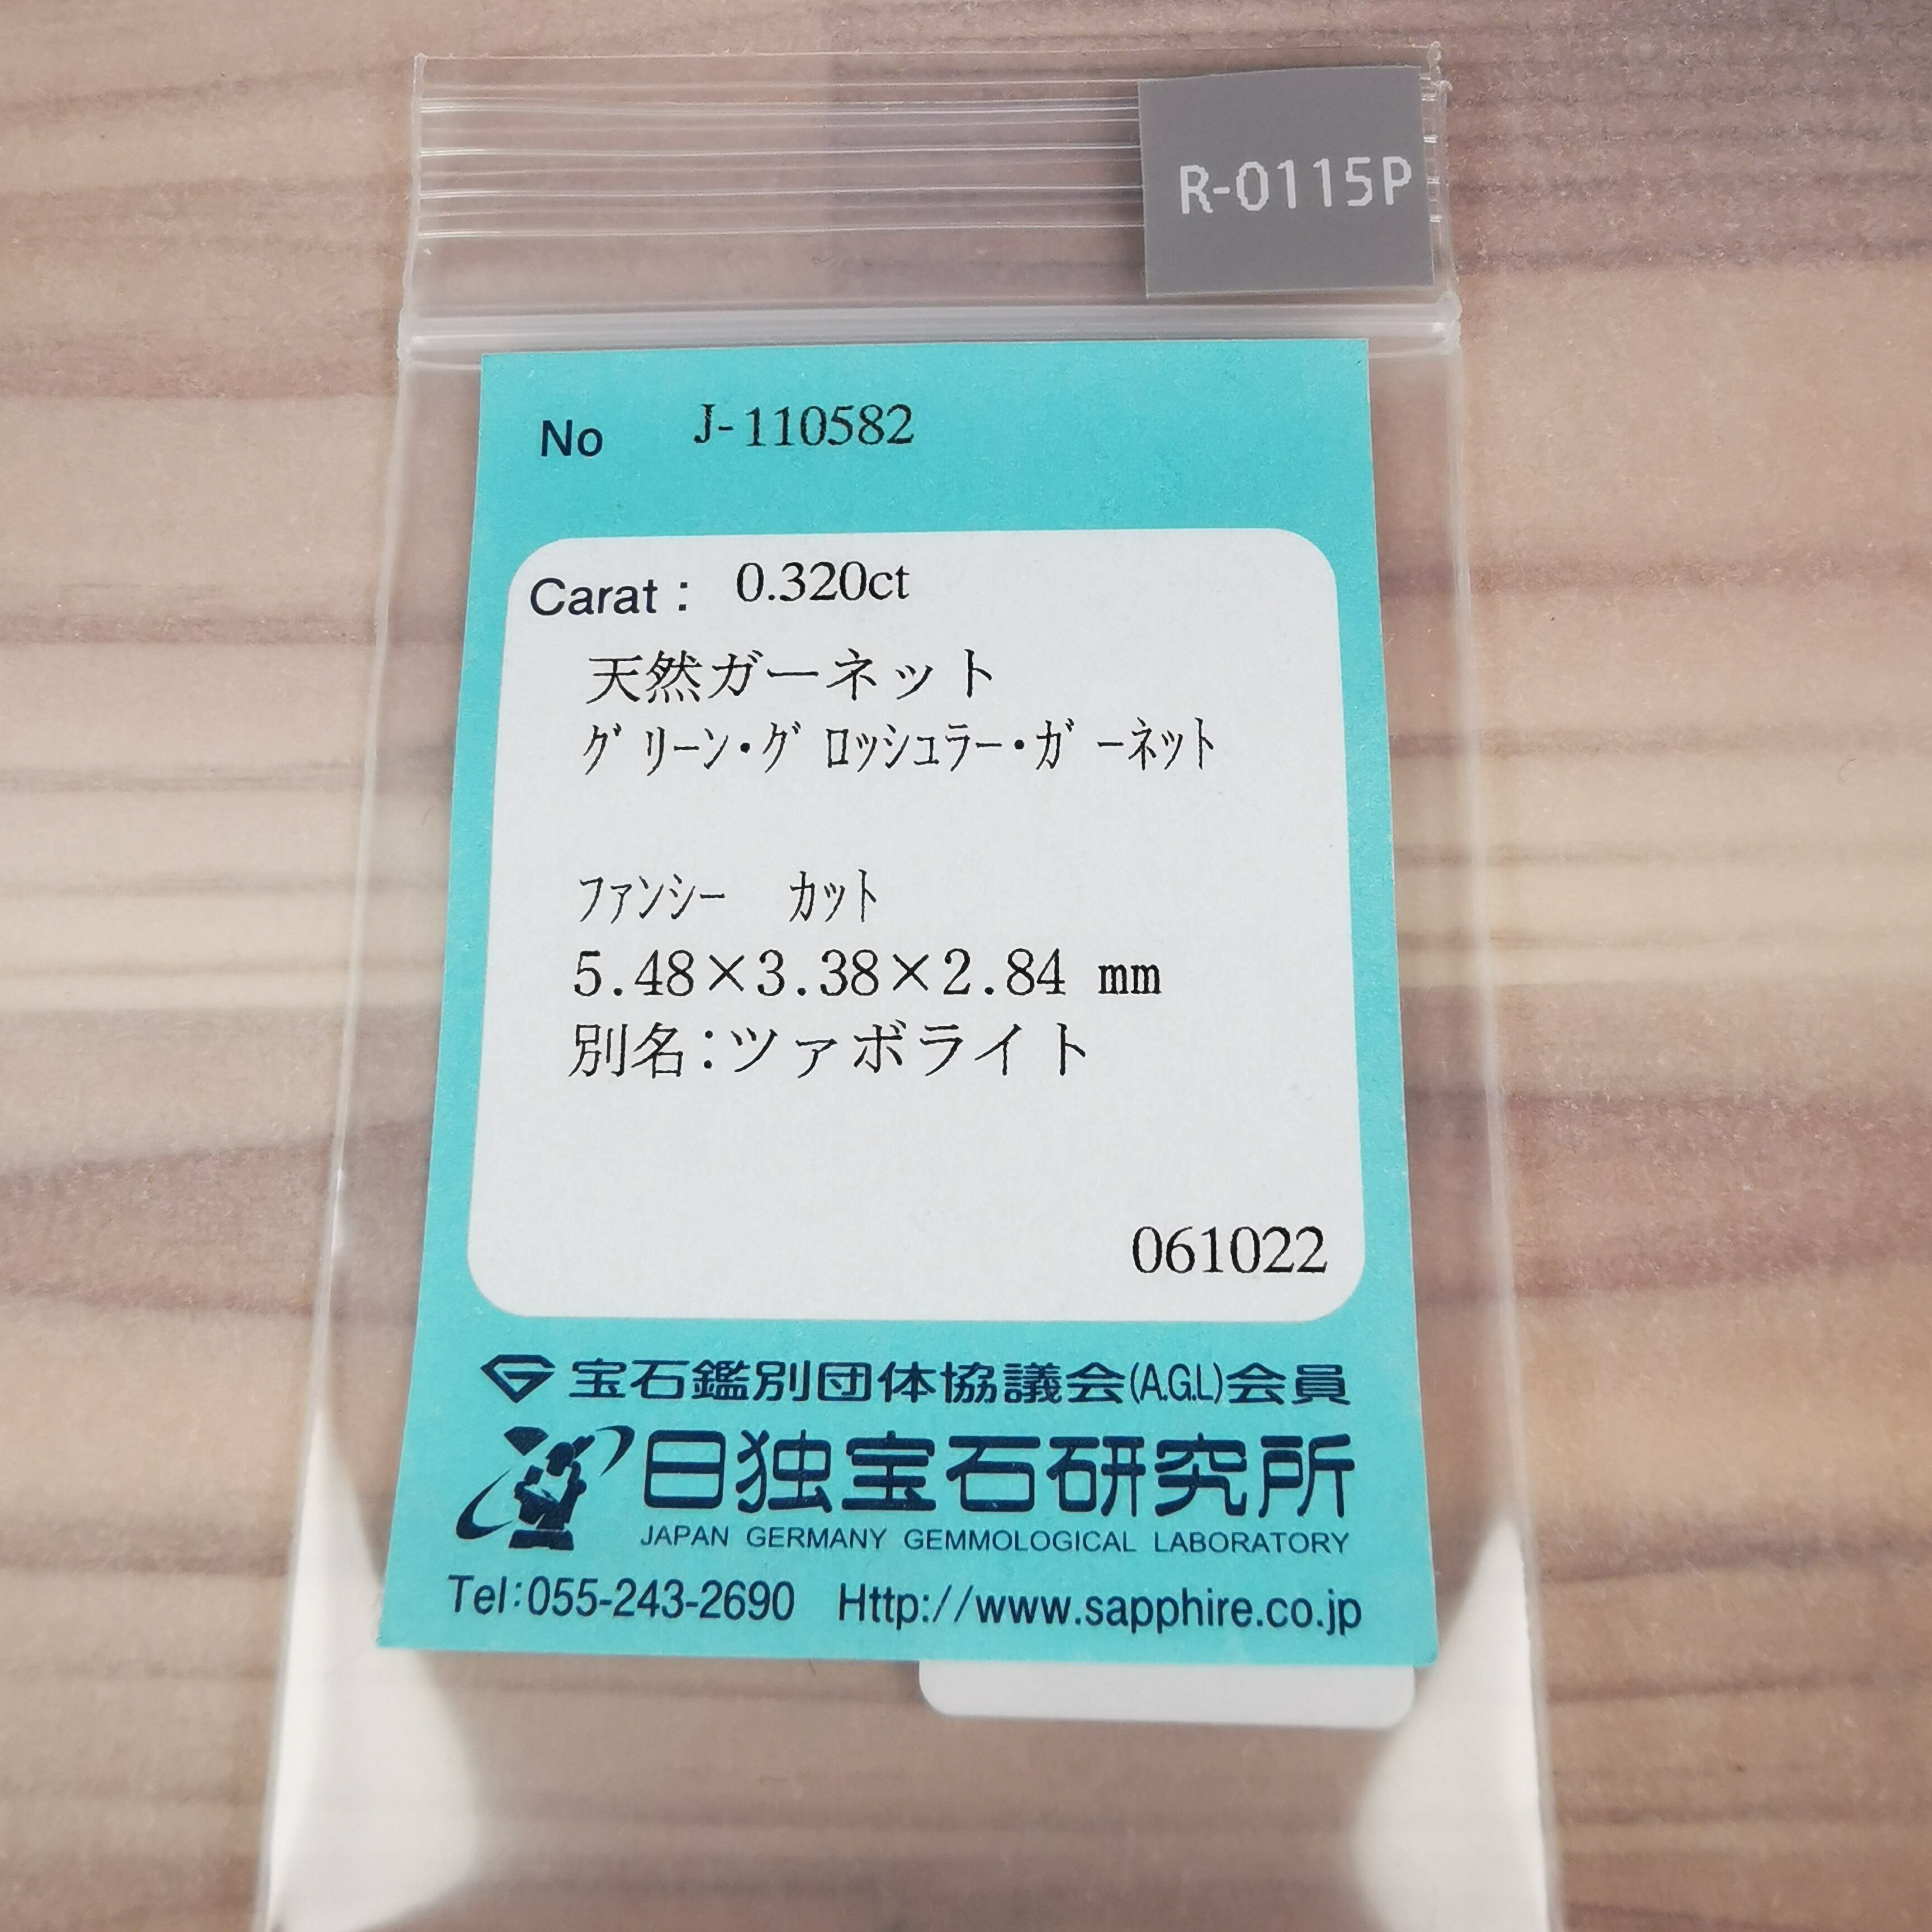 R-0115P
No J-110582
Carat: 0.320ct
天然ガーネット
ｸﾞﾘｰﾝ・ｸﾞﾛｯｼｭﾗｰ・ｶﾞｰﾈｯﾄ
ﾌｧﾝｼｰ ｶｯﾄ
5.48×3.38×2.84 mm
別名:ツァボライト
061022
宝石鑑別団体協議会(A.G.L)会員
日独宝石研究所
JAPAN GERMANY GEMMOLOGICAL LABORATORY
Tel:055-243-2690 Http://www.sapphire.co.jp